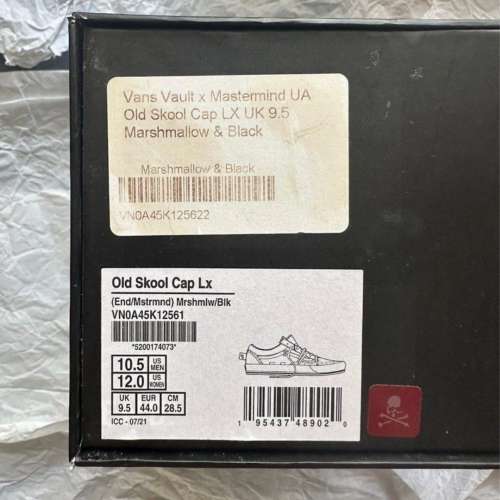 Vans Vault x Mastermind UA
Old Skool Cap LX UK 9.5
Marshmallow & Black
Marshmallow & Black
VN0A45K125622
Old Skool Cap Lx
(End/Mstrmnd) Mrshmlw/Blk
VN0A45K12561
*5200174073*
10.5 US MEN
12.0 US WOMEN
UK EUR CM
9.5 44.0 28.5
ICC - 07/21
1 95437 48902 0